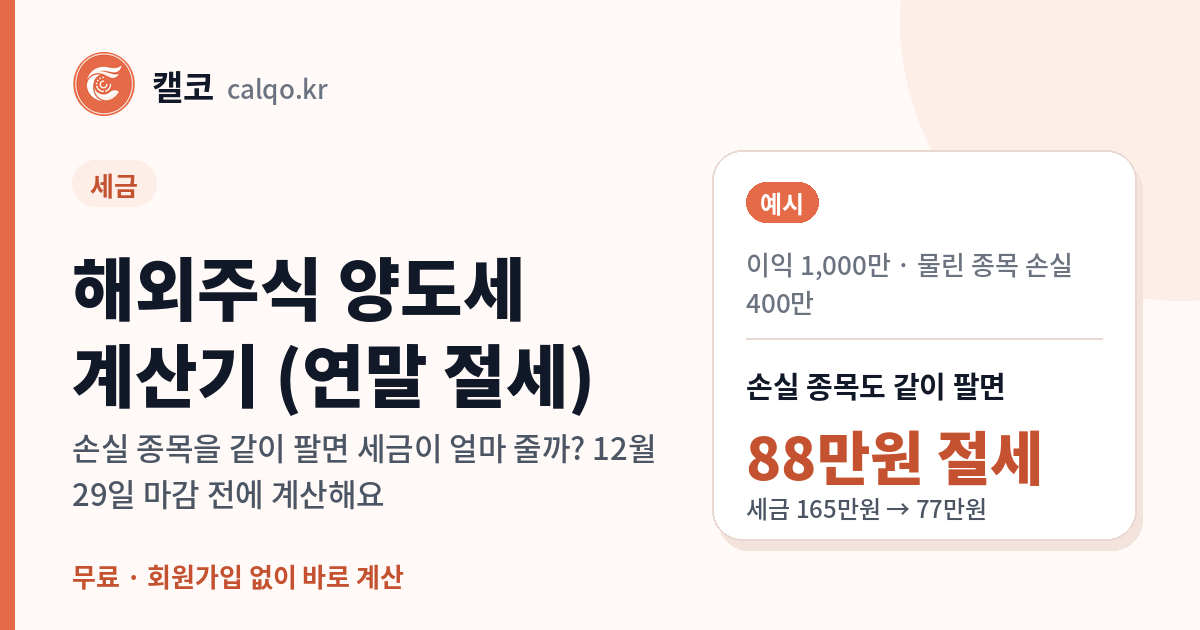 캘코 calqo.kr
세금
해외주식 양도세
계산기 (연말 절세)
손실 종목을 같이 팔면 세금이 얼마 줄까? 12월
29일 마감 전에 계산해요
무료 · 회원가입 없이 바로 계산
예시
이익 1,000만 · 물린 종목 손실
400만
손실 종목도 같이 팔면
88만원 절세
세금 165만원 → 77만원